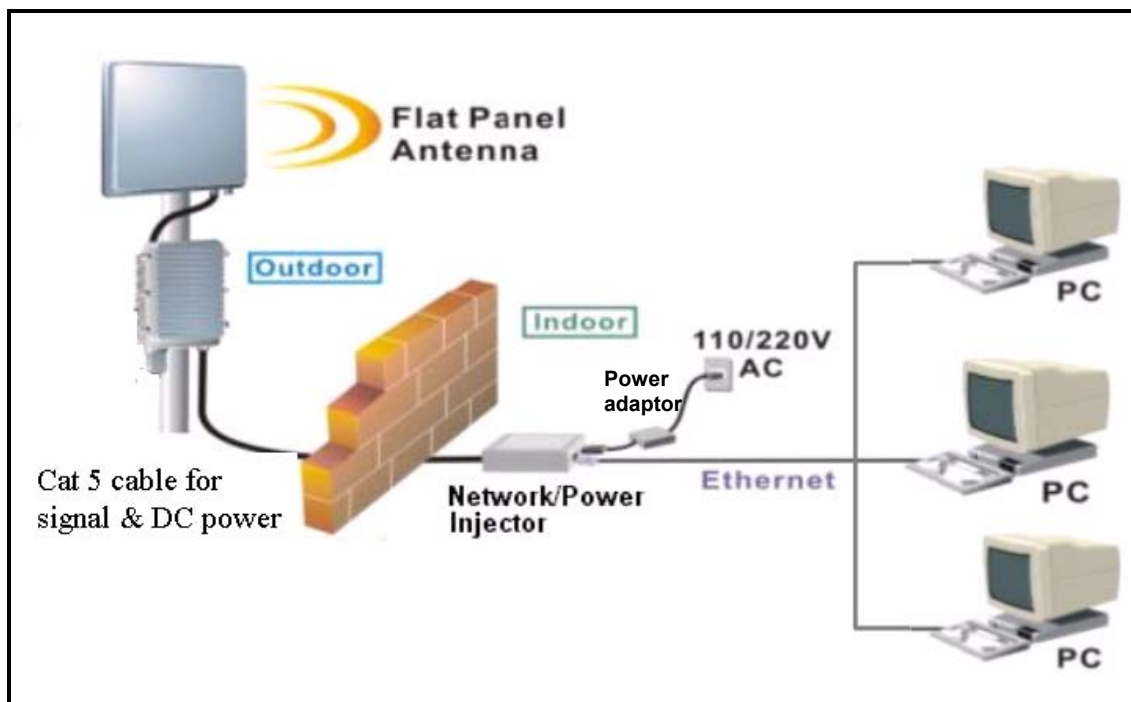 Flat Panel
Antenna
Outdoor
Indoor
110/220V
AC
Power
adaptor
PC
Cat 5 cable for
signal & DC power
Network/Power
Injector
Ethernet
PC
PC